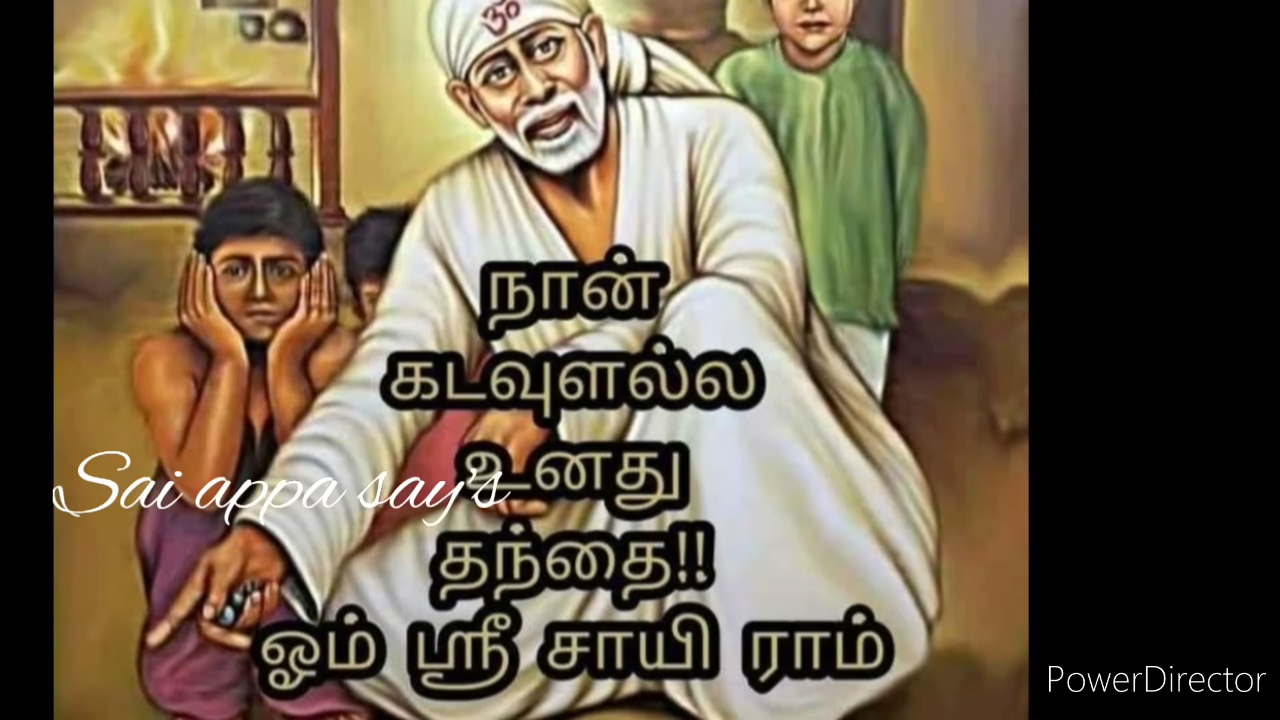 ॐ
நான்
கடவுளல்ல
உனது
Sai appa say's
தந்தை!!
ஓம் ஸ்ரீ சாயி ராம்
PowerDirector